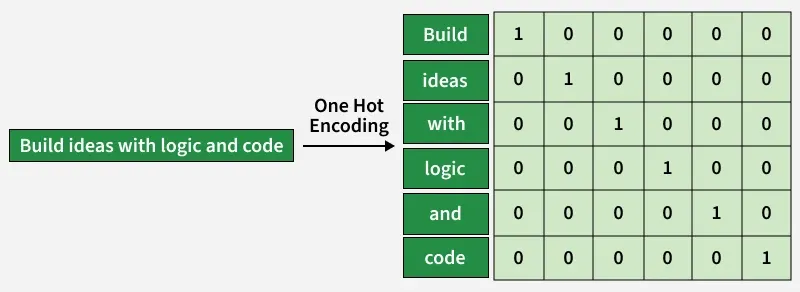 Build ideas with logic and code
One Hot
Encoding
Build 1 0 0 0 0 0
ideas 0 1 0 0 0 0
with 0 0 1 0 0 0
logic 0 0 0 1 0 0
and 0 0 0 0 1 0
code 0 0 0 0 0 1